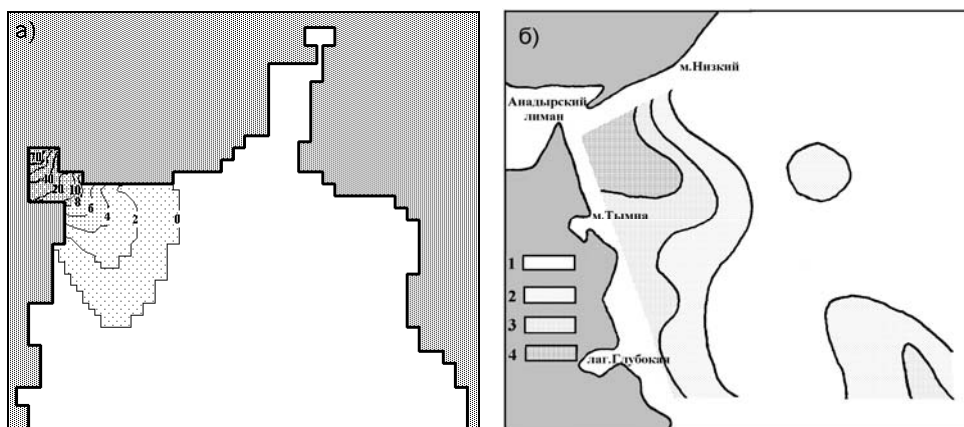 а)
70
40
20
10
8
6
4
2
0
б)
м.Низкий
Анадырский
лиман
м.Тымна
1
2
3
4
лаг.Глубокая